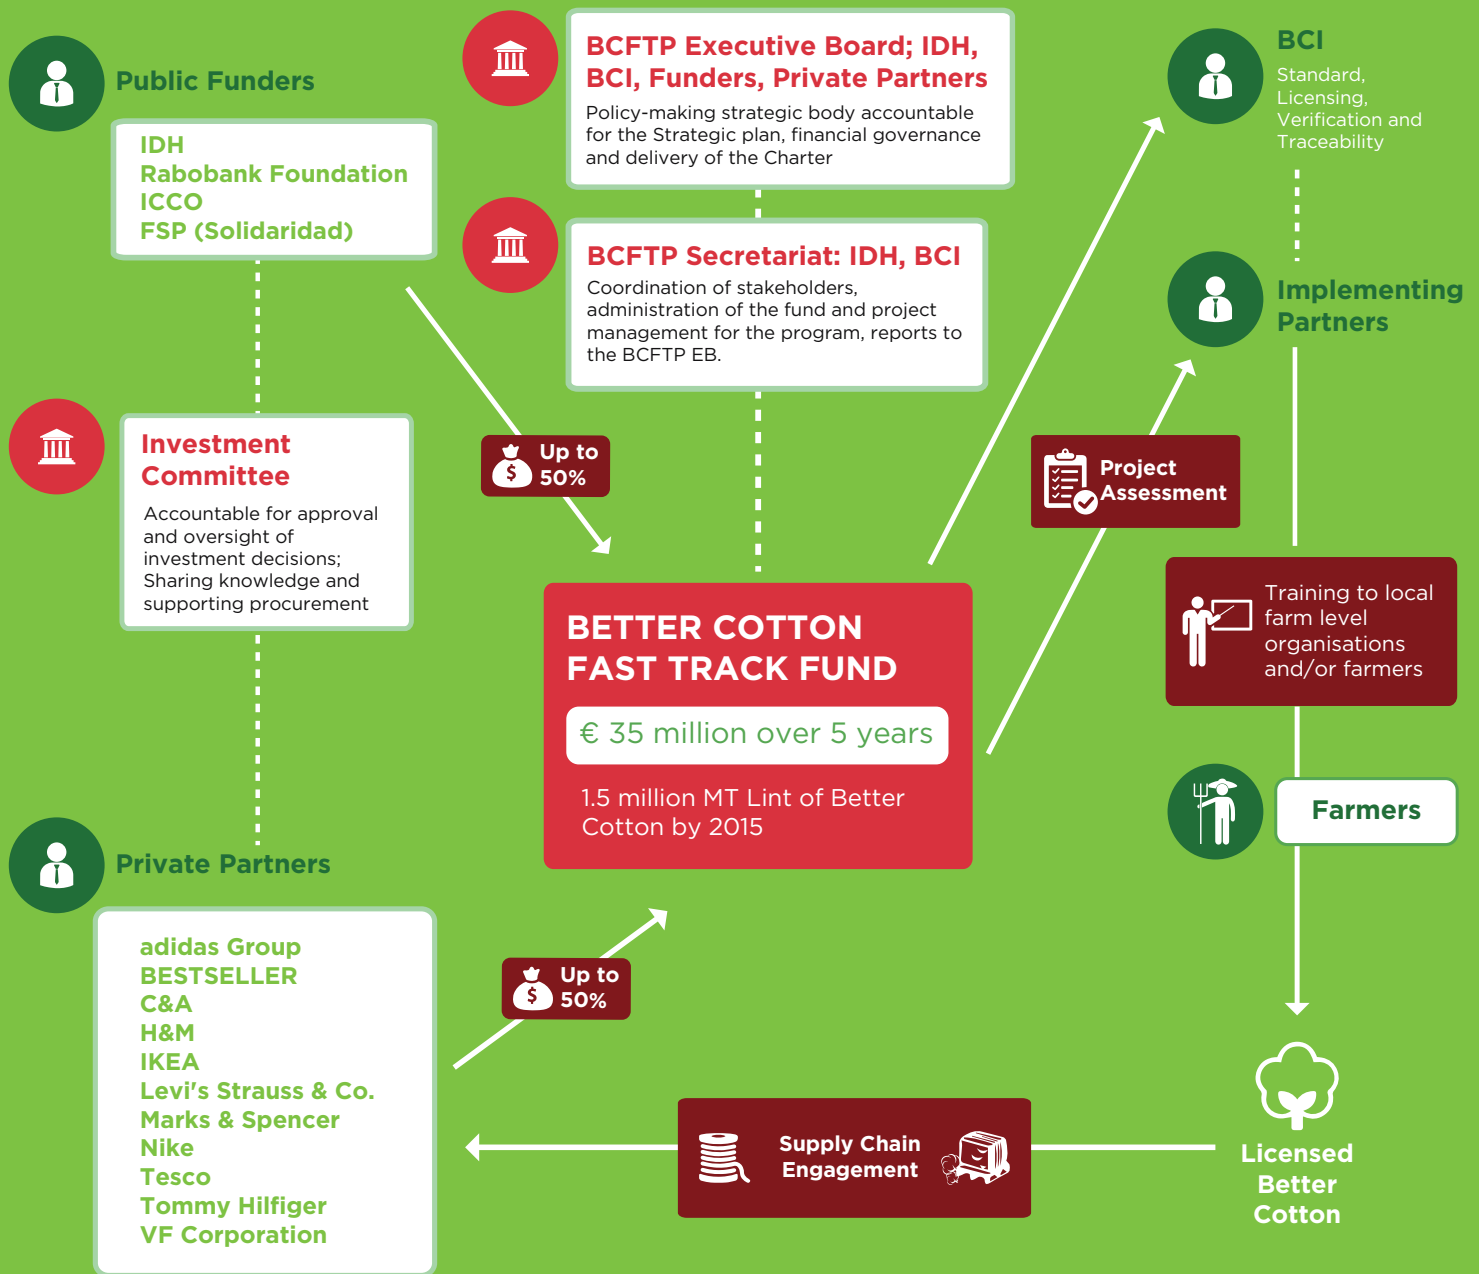 Public Funders
IDH
Rabobank Foundation
ICCO
FSP (Solidaridad)
BCFTP Executive Board; IDH,
BCI, Funders, Private Partners
Policy-making strategic body accountable
for the Strategic plan, financial governance
and delivery of the Charter
BCFTP Secretariat: IDH, BCI
Coordination of stakeholders,
administration of the fund and project
management for the program, reports to
the BCFTP EB.
BCI
Standard,
Licensing,
Verification and
Traceability
Implementing
Partners
Investment
Committee
Accountable for approval
and oversight of
investment decisions;
Sharing knowledge and
supporting procurement
$
Up to
50%
Project
Assessment
BETTER COTTON
FAST TRACK FUND
€ 35 million over 5 years
1.5 million MT Lint of Better
Cotton by 2015
Training to local
farm level
organisations
and/or farmers
Farmers
Private Partners
adidas Group
BESTSELLER
C&A
H&M
IKEA
Levi's Strauss & Co.
Marks & Spencer
Nike
Tesco
Tommy Hilfiger
VF Corporation
$
Up to
50%
Supply Chain
Engagement
Licensed
Better
Cotton